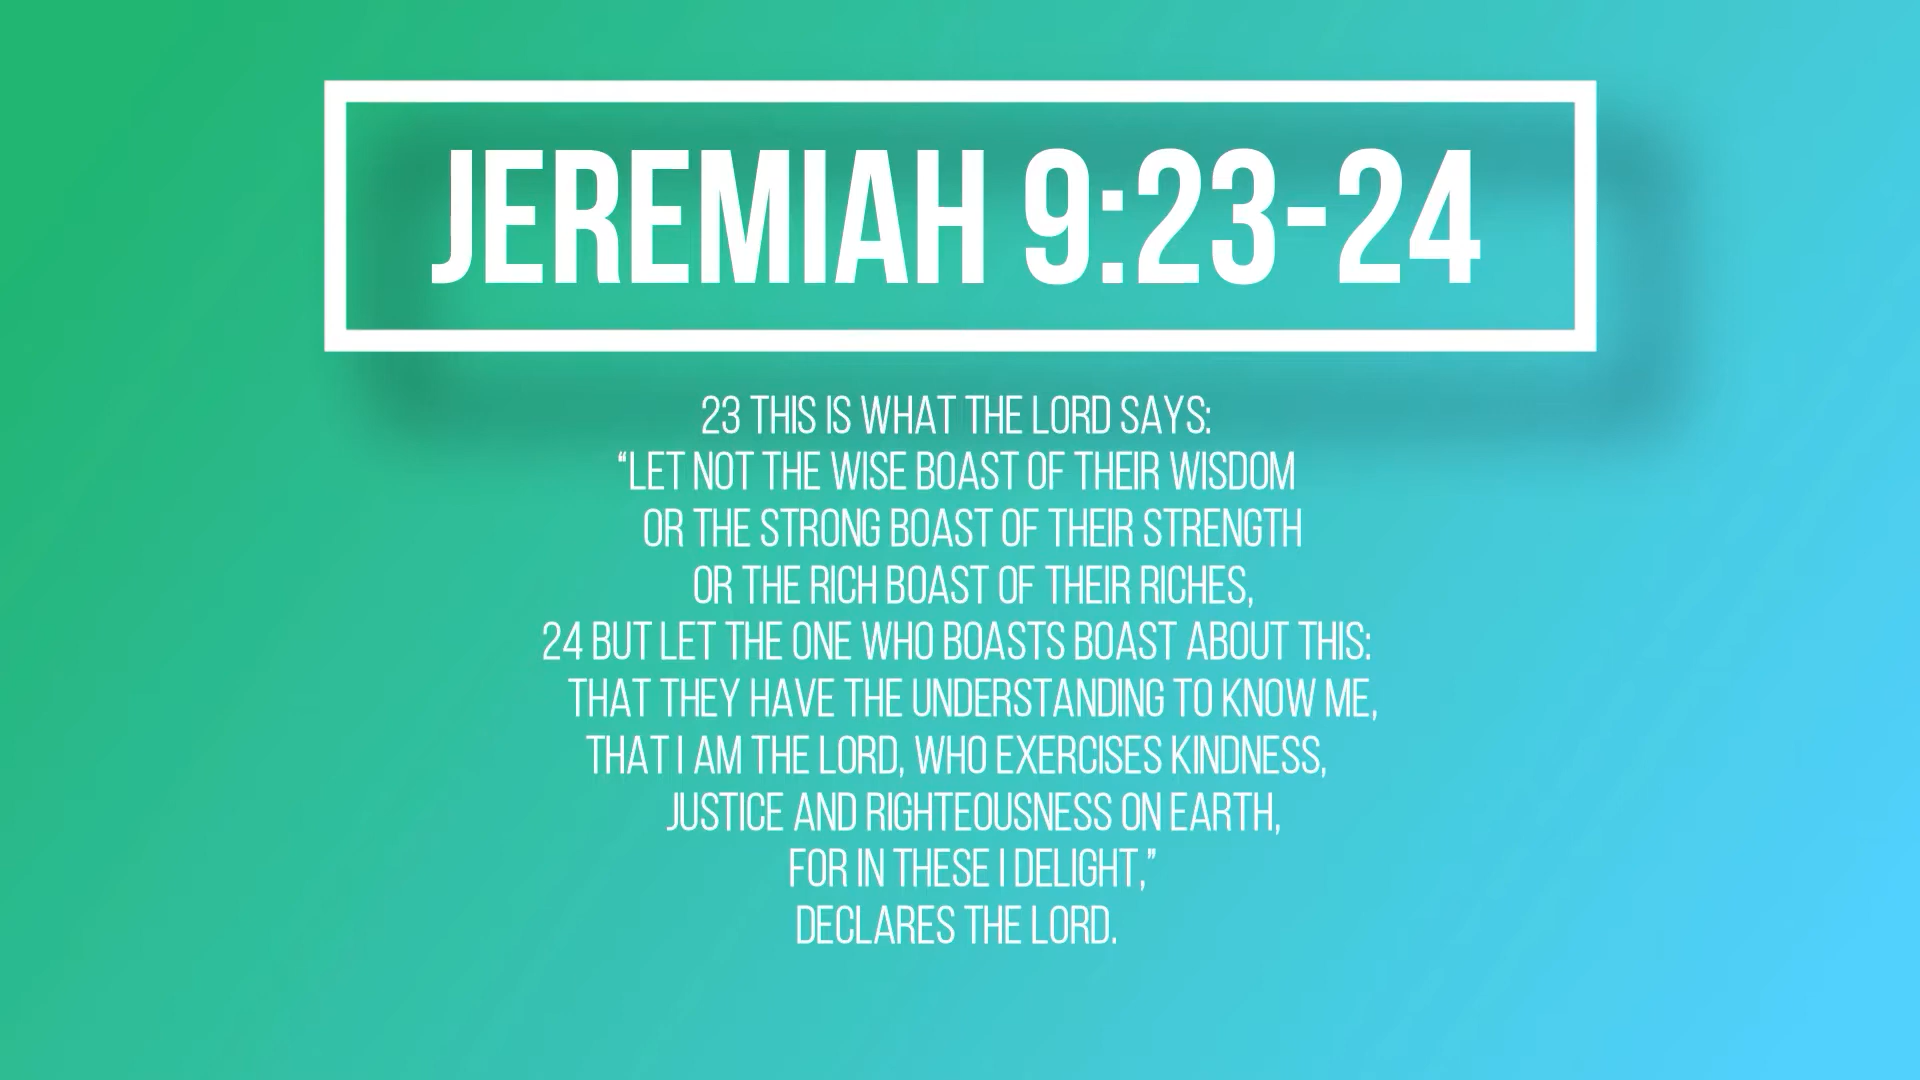 JEREMIAH 9:23-24
23 THIS IS WHAT THE LORD SAYS:
“LET NOT THE WISE BOAST OF THEIR WISDOM
OR THE STRONG BOAST OF THEIR STRENGTH
OR THE RICH BOAST OF THEIR RICHES,
24 BUT LET THE ONE WHO BOASTS BOAST ABOUT THIS:
THAT THEY HAVE THE UNDERSTANDING TO KNOW ME,
THAT I AM THE LORD, WHO EXERCISES KINDNESS,
JUSTICE AND RIGHTEOUSNESS ON EARTH,
FOR IN THESE I DELIGHT,”
DECLARES THE LORD.